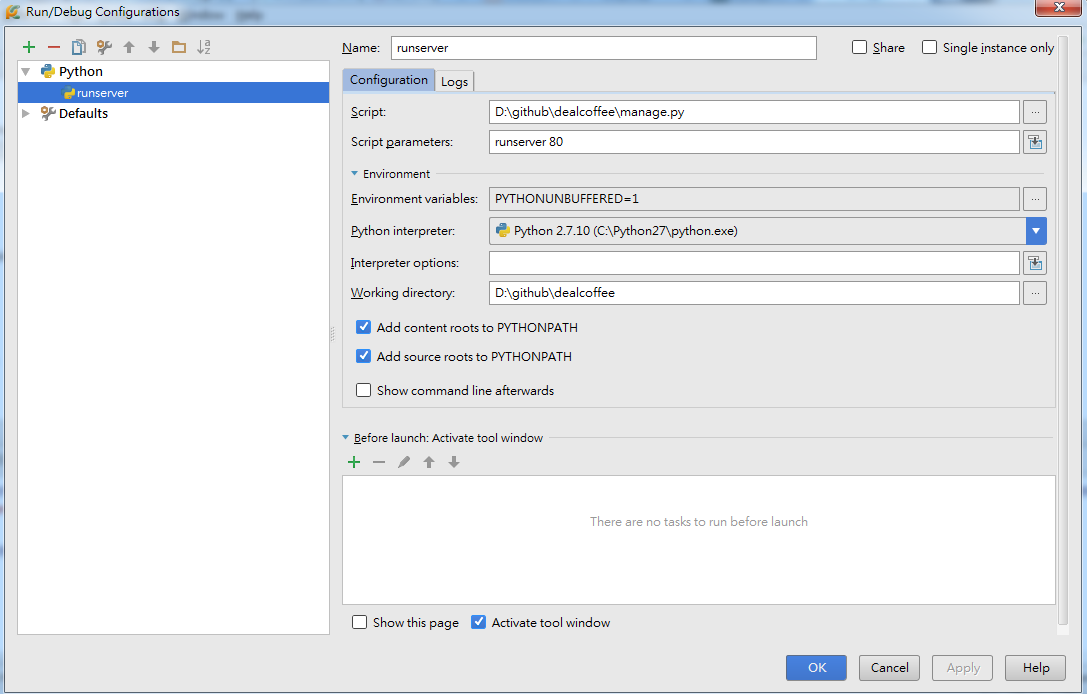 Run/Debug Configurations
Name: runserver Share Single instance only
Python
runserver
Defaults
Configuration Logs
Script: D:\github\dealcoffee\manage.py ...
Script parameters: runserver 80
Environment
Environment variables: PYTHONUNBUFFERED=1 ...
Python interpreter: Python 2.7.10 (C:\Python27\python.exe)
Interpreter options:
Working directory: D:\github\dealcoffee ...
Add content roots to PYTHONPATH
Add source roots to PYTHONPATH
Show command line afterwards
Before launch: Activate tool window
There are no tasks to run before launch
Show this page Activate tool window
OK Cancel Apply Help